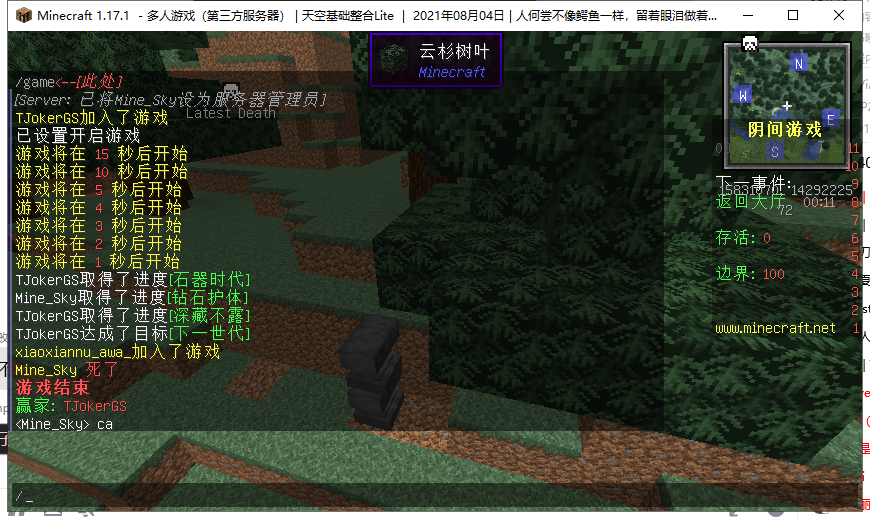 Minecraft 1.17.1 - 多人游戏（第三方服务器） | 天空基础整合Lite | 2021年08月04日 | 人何尝不像鳄鱼一样，留着眼泪做着...
云杉树叶
Minecraft
/game<--[此处]
[Server: 已将Mine_Sky设为服务器管理员]
TJokerGS加入了游戏
Latest Death
已设置开启游戏
游戏将在 15 秒后开始
游戏将在 10 秒后开始
游戏将在 5 秒后开始
游戏将在 4 秒后开始
游戏将在 3 秒后开始
游戏将在 2 秒后开始
游戏将在 1 秒后开始
TJokerGS取得了进度[石器时代]
Mine_Sky取得了进度[钻石护体]
TJokerGS取得了进度[深藏不露]
TJokerGS达成了目标[下一世代]
xiaoxiannu_awa_加入了游戏
Mine_Sky 死了
游戏结束
赢家: TJokerGS
<Mine_Sky> ca
/_
N
W
E
S
阴间游戏
11
10
下一事件:
9
返回大厅 00:11
8
72
7
存活: 0
6
5
边界: 100
4
3
2
www.minecraft.net
1